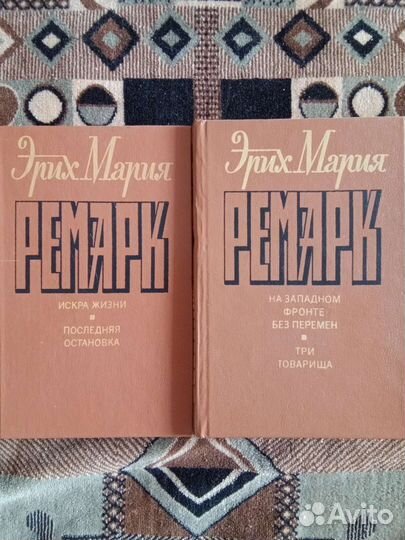 Эрих Мария
РЕМАРК
ИСКРА ЖИЗНИ
ПОСЛЕДНЯЯ
ОСТАНОВКА
Эрих Мария
РЕМАРК
НА ЗАПАДНОМ
ФРОНТЕ
БЕЗ ПЕРЕМЕН
ТРИ
ТОВАРИЩА
Avito